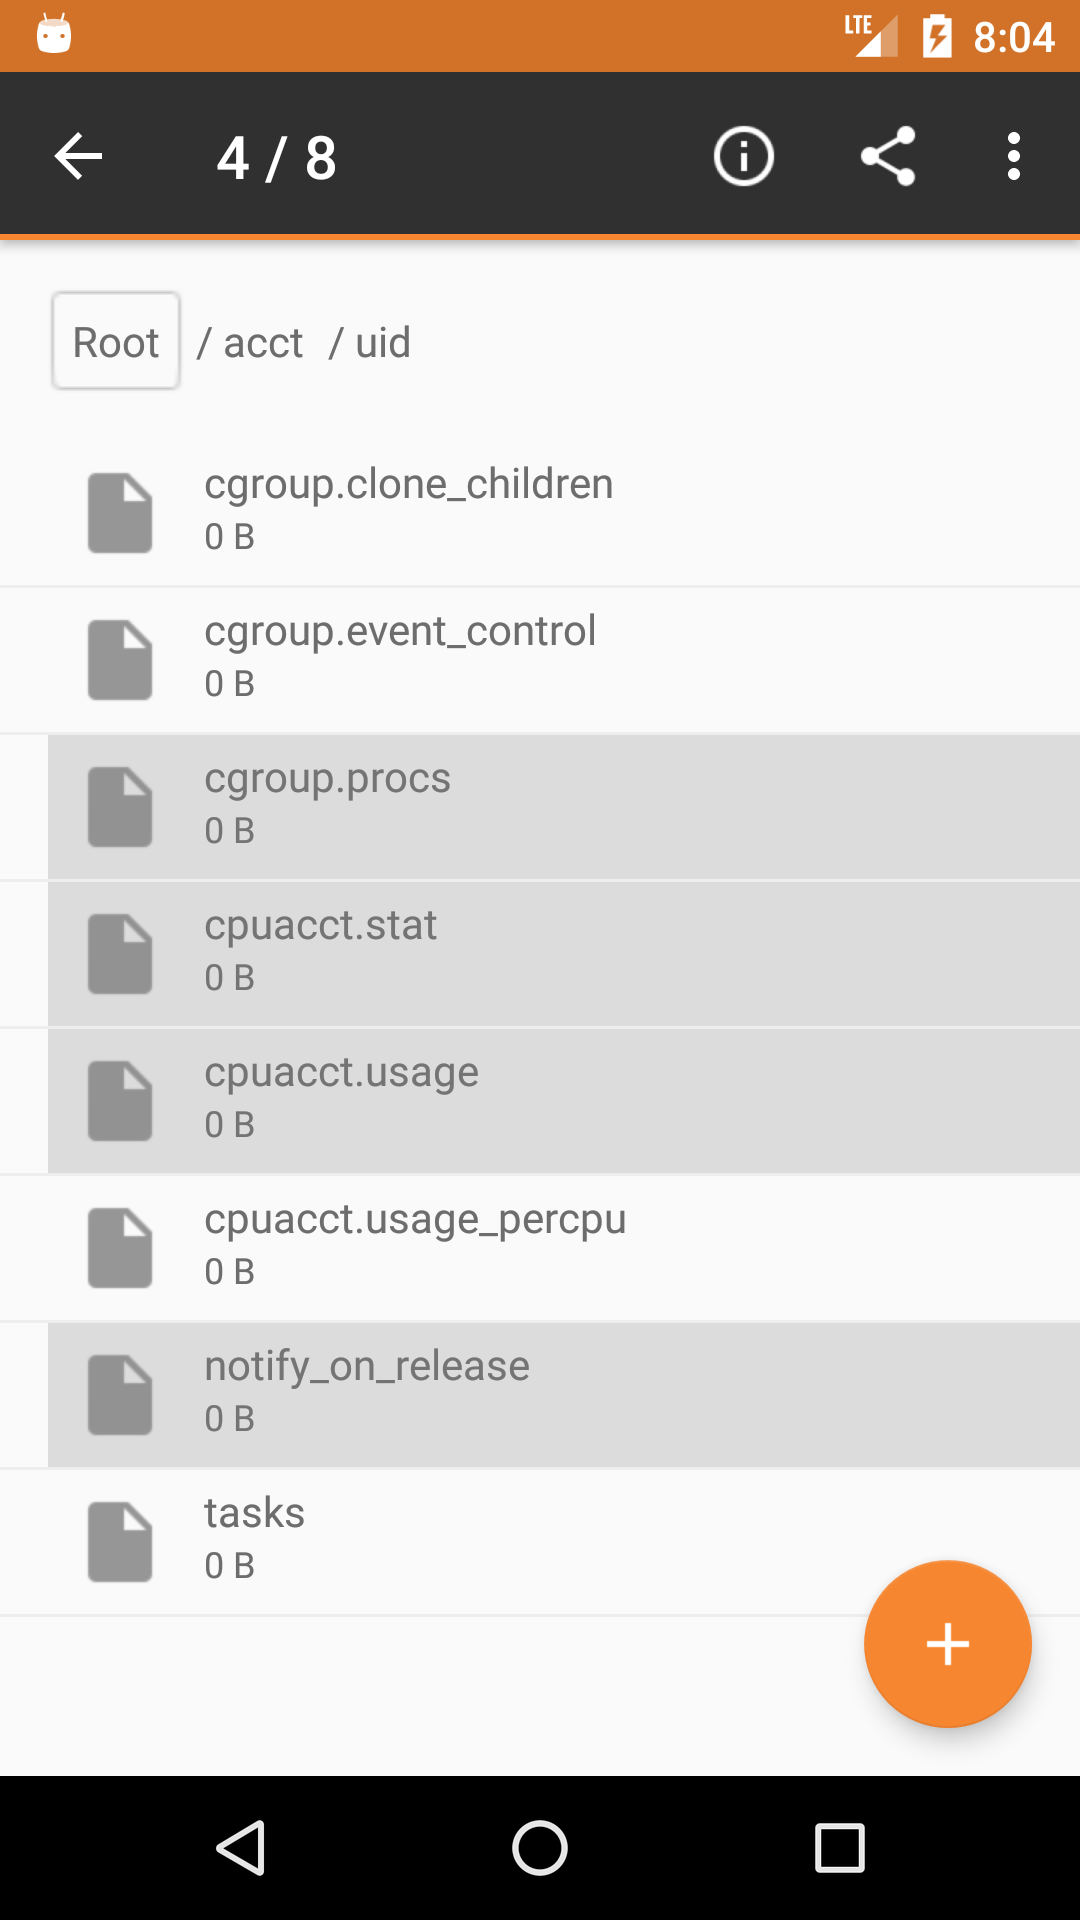 LTE 8:04
4 / 8
Root / acct / uid
cgroup.clone_children
0 B
cgroup.event_control
0 B
cgroup.procs
0 B
cpuacct.stat
0 B
cpuacct.usage
0 B
cpuacct.usage_percpu
0 B
notify_on_release
0 B
tasks
0 B